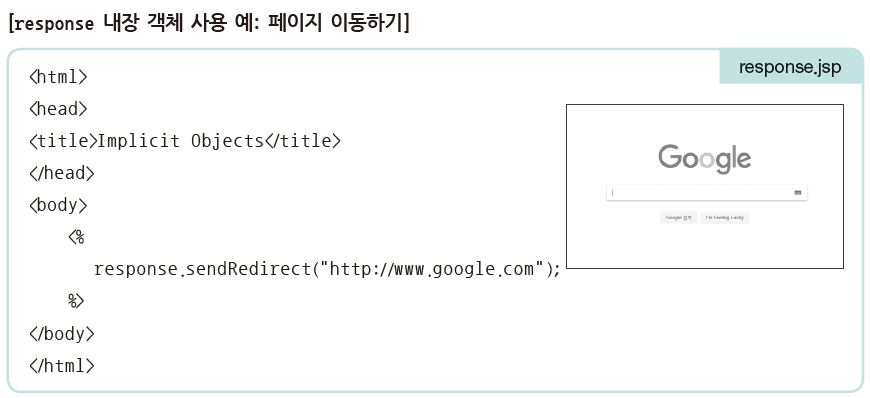 [response 내장 객체 사용 예: 페이지 이동하기]
response.jsp
<html>
<head>
<title>Implicit Objects</title>
</head>
<body>
<%
response.sendRedirect("http://www.google.com");
%>
</body>
</html>
Google
Google 검색 I'm Feeling Lucky